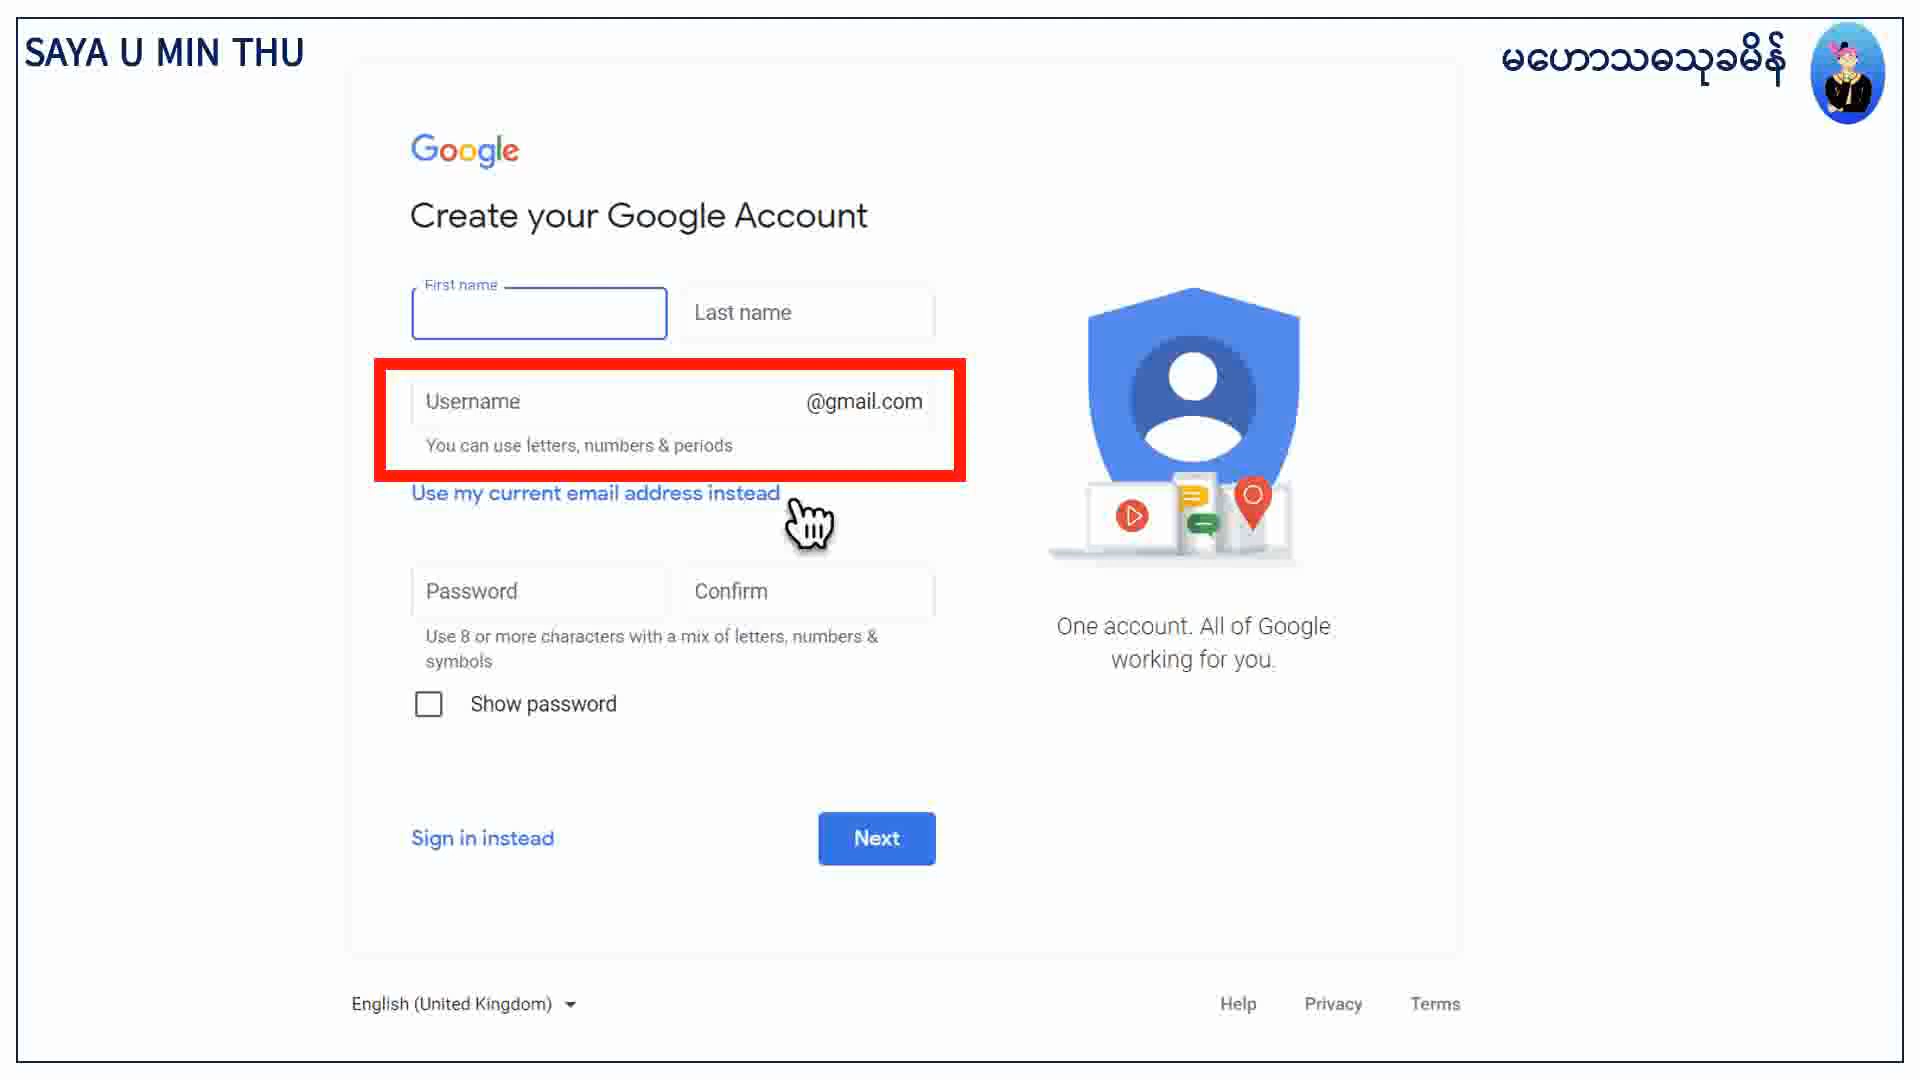 SAYA U MIN THU
မဟောသဓသုခမိန်
Google
Create your Google Account
First name
Last name
Username @gmail.com
You can use letters, numbers & periods
Use my current email address instead
Password
Confirm
Use 8 or more characters with a mix of letters, numbers &
symbols
Show password
Sign in instead
Next
One account. All of Google
working for you.
English (United Kingdom)
Help
Privacy
Terms